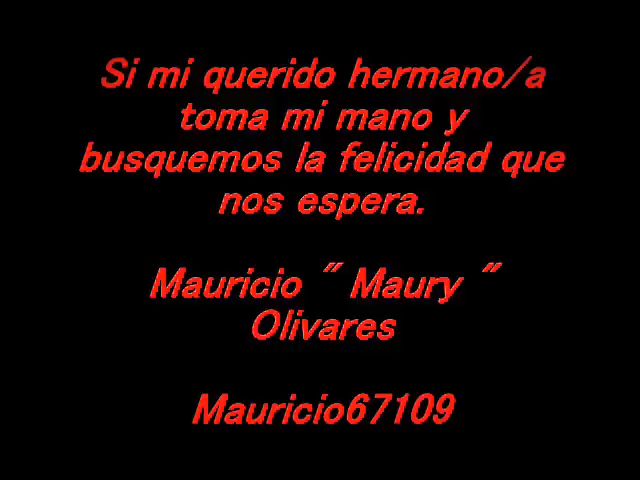 Si mi querido hermano/a
toma mi mano y
busquemos la felicidad que
nos espera.
Mauricio " Maury "
Olivares
Mauricio67109